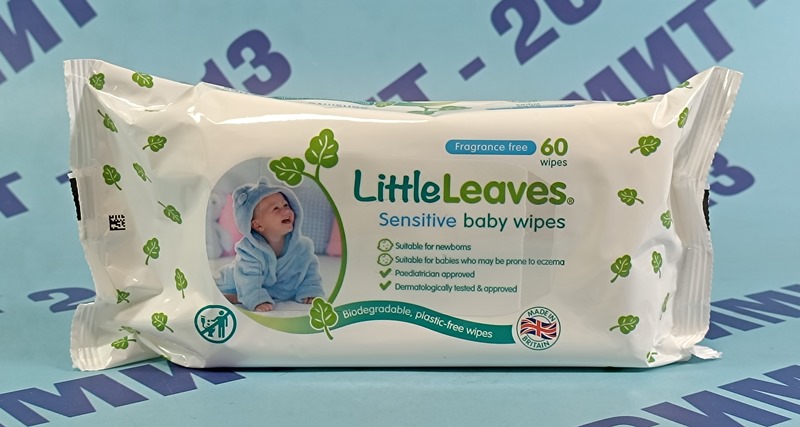 Fragrance free 60
wipes
LittleLeaves®
Sensitive baby wipes
Suitable for newborns
Suitable for babies who may be prone to eczema
Paediatrician approved
Dermatologically tested & approved
Biodegradable, plastic-free wipes
MADE IN
BRITAIN